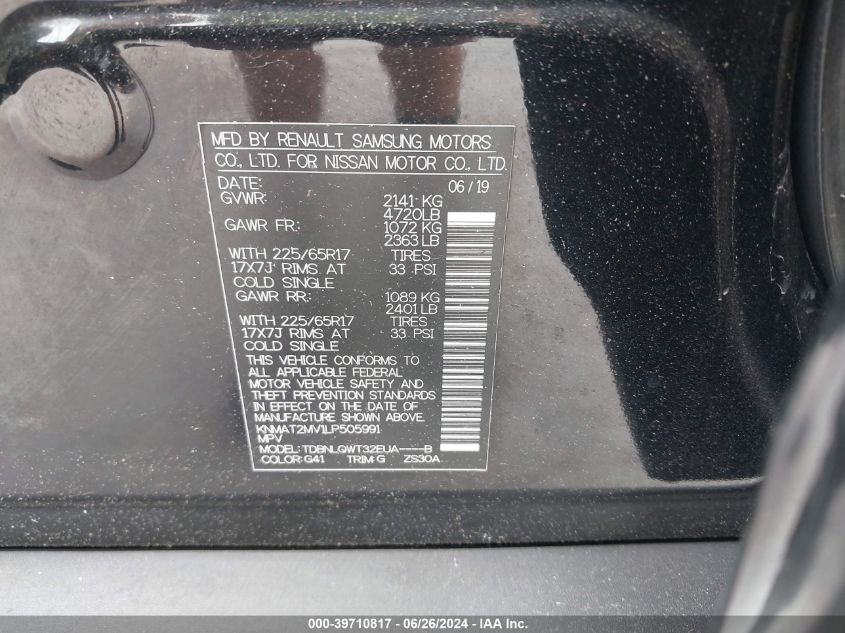 MFD BY RENAULT SAMSUNG MOTORS
CO., LTD. FOR NISSAN MOTOR CO., LTD.
DATE: 06/19
GVWR: 2141 KG
4720LB
GAWR FR: 1072 KG
2363 LB
WITH 225/65R17 TIRES
17X7J RIMS AT 33 PSI
COLD SINGLE
GAWR RR: 1089 KG
2401 LB
WITH 225/65R17 TIRES
17X7J RIMS AT 33 PSI
COLD SINGLE
THIS VEHICLE CONFORMS TO
ALL APPLICABLE FEDERAL
MOTOR VEHICLE SAFETY AND
THEFT PREVENTION STANDARDS
IN EFFECT ON THE DATE OF
MANUFACTURE SHOWN ABOVE.
KNMAT2MV1LP505991
MPV
MODEL: TDBNLQWT32EUA----B
COLOR: G41 TRIM: G ZS30A
000-39710817 - 06/26/2024 - IAA Inc.